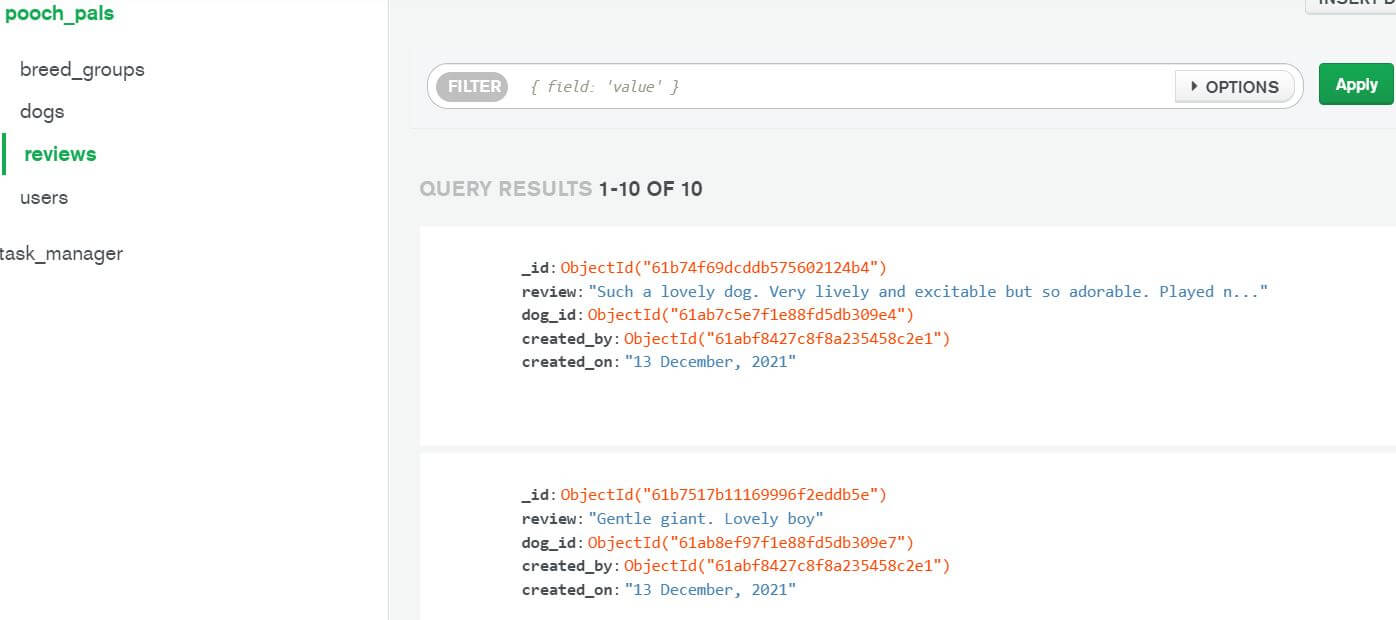 pooch_pals
breed_groups
dogs
reviews
users
task_manager
INSERT D
FILTER { field: 'value' } OPTIONS Apply
QUERY RESULTS 1-10 OF 10
_id: ObjectId("61b74f69dcddb575602124b4")
review: "Such a lovely dog. Very lively and excitable but so adorable. Played n..."
dog_id: ObjectId("61ab7c5e7f1e88fd5db309e4")
created_by: ObjectId("61abf8427c8f8a235458c2e1")
created_on: "13 December, 2021"
_id: ObjectId("61b7517b11169996f2eddb5e")
review: "Gentle giant. Lovely boy"
dog_id: ObjectId("61ab8ef97f1e88fd5db309e7")
created_by: ObjectId("61abf8427c8f8a235458c2e1")
created_on: "13 December, 2021"